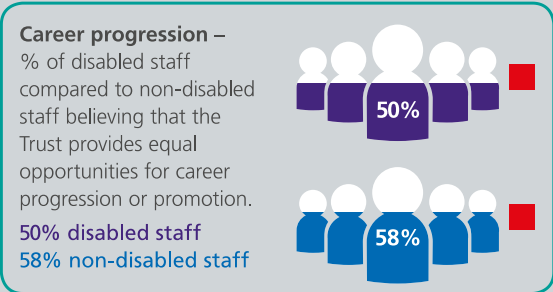 Career progression –
% of disabled staff
compared to non-disabled
staff believing that the
Trust provides equal
opportunities for career
progression or promotion.
50% disabled staff
58% non-disabled staff
50%
58%